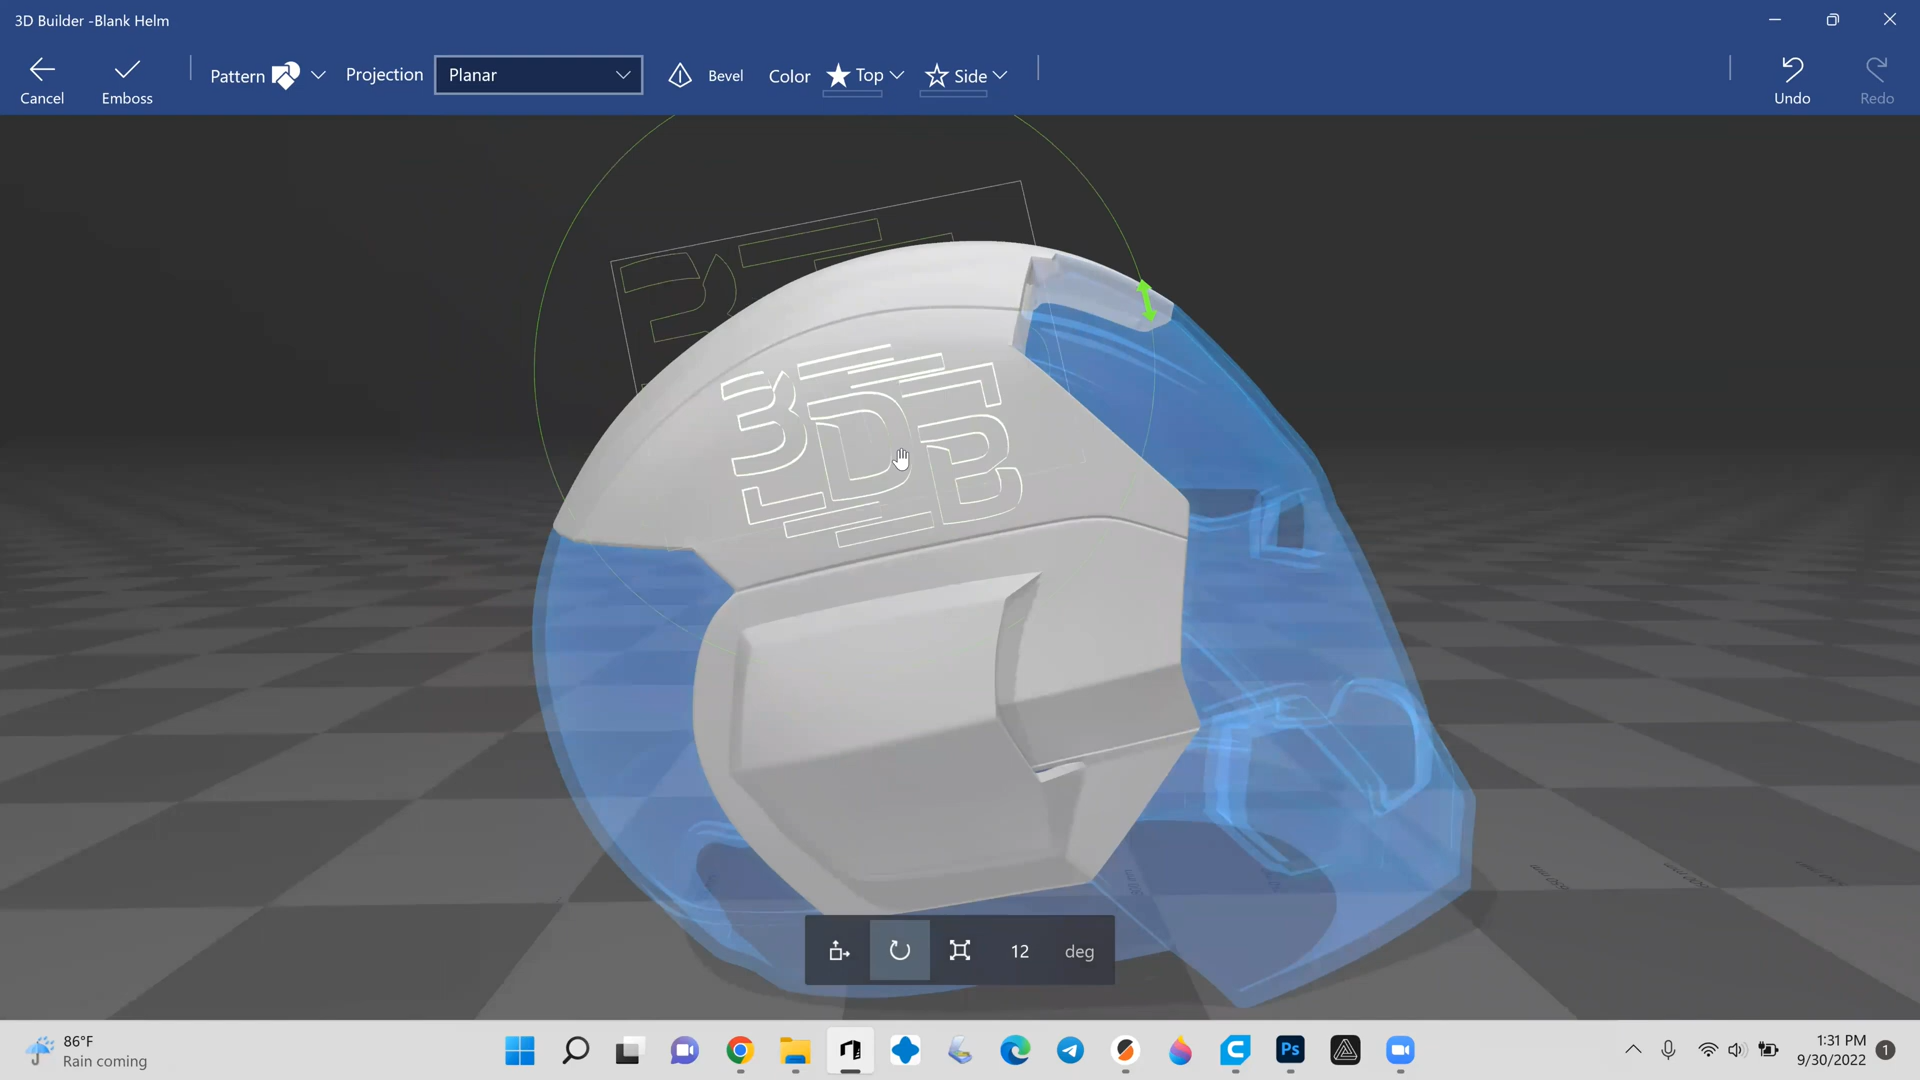 3D Builder -Blank Helm
Cancel
Emboss
Pattern
Projection
Planar
Bevel
Color
Top
Side
Undo
Redo
3DB
12 deg
86°F
Rain coming
Ps
1:31 PM
9/30/2022
1